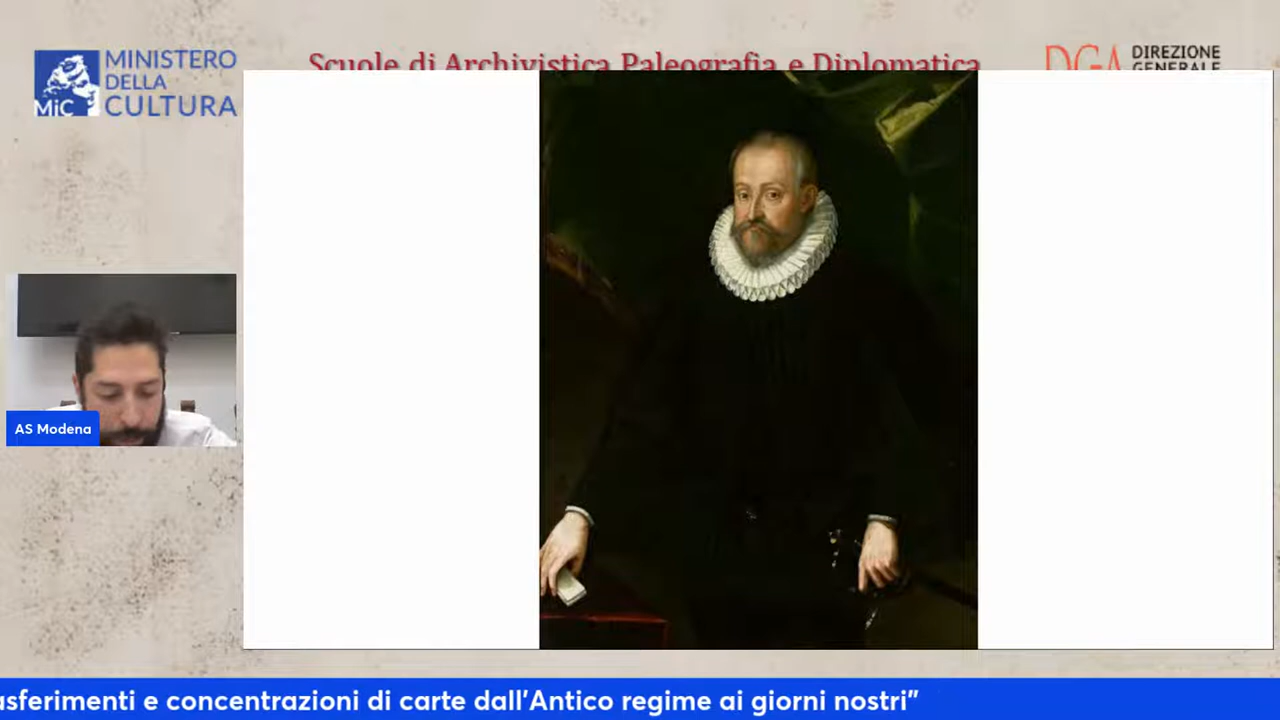 MINISTERO
DELLA
CULTURA
MiC
Scuole di Archivistica Paleografia e Diplomatica
DGA DIREZIONE
GENERALE
AS Modena
asferimenti e concentrazioni di carte dall'Antico regime ai giorni nostri”